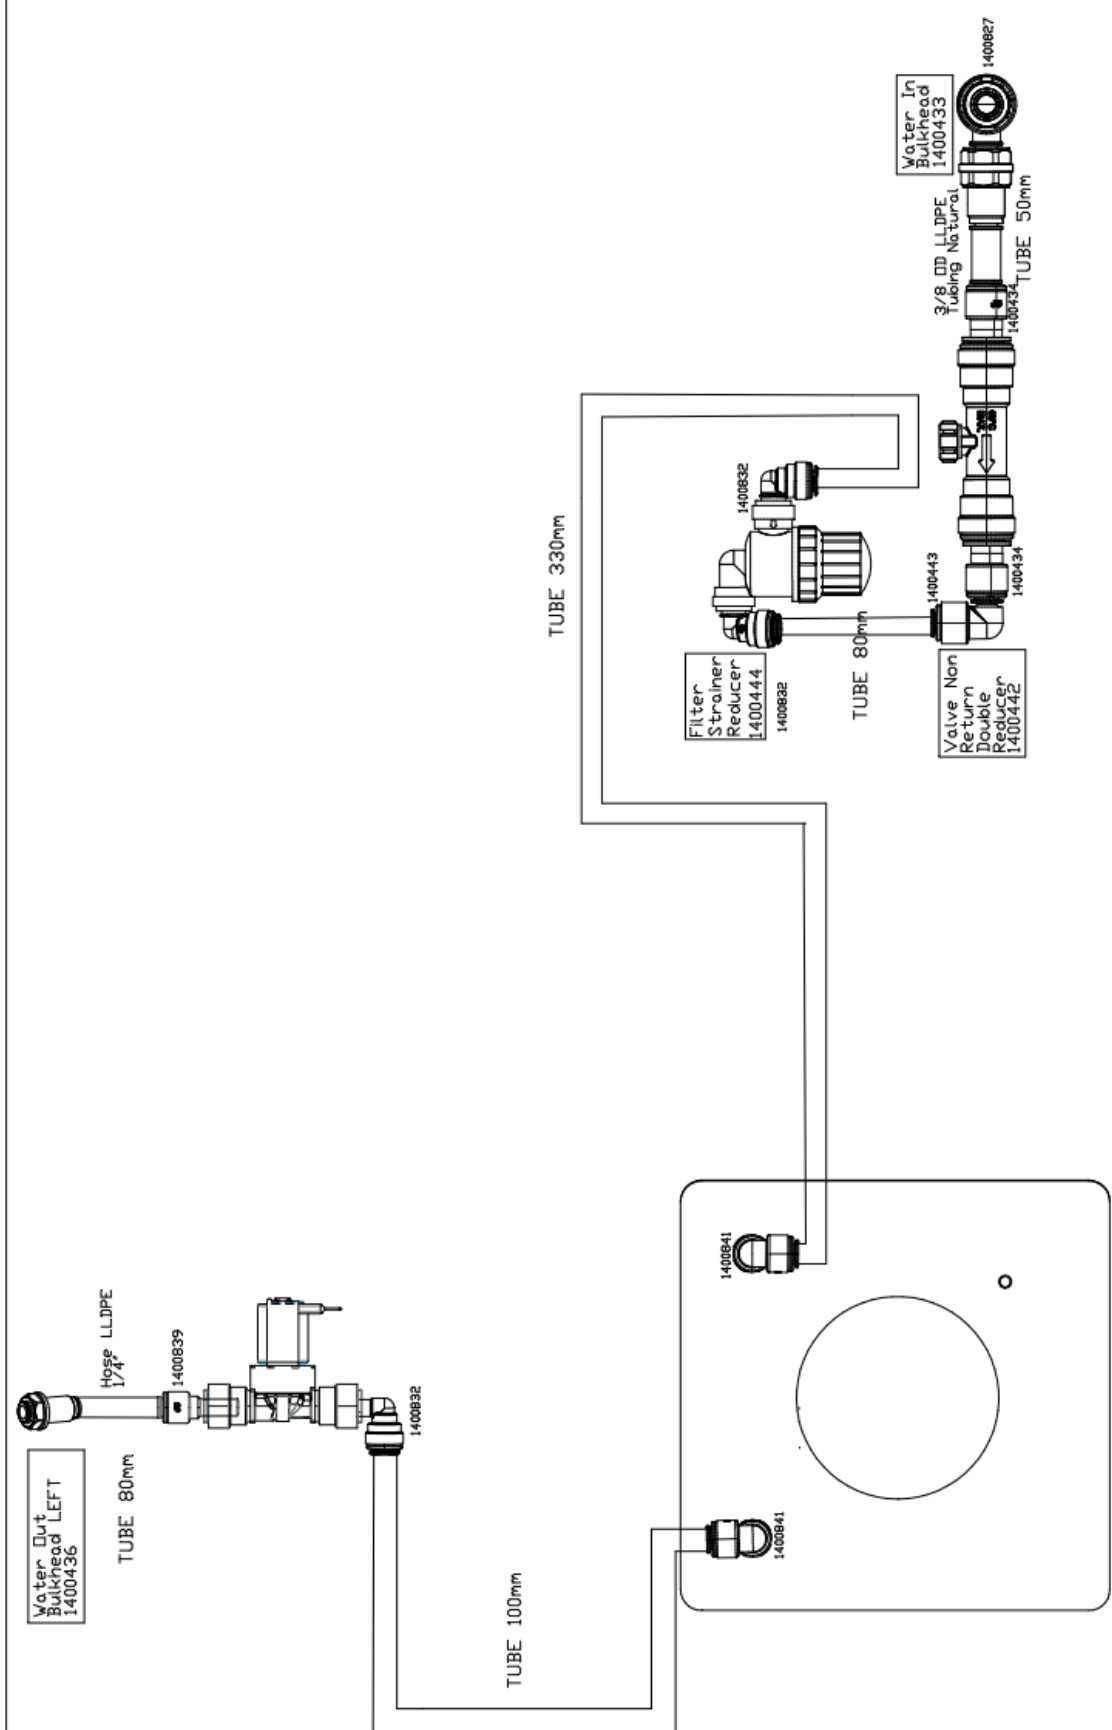 Water Out
Bulkhead LEFT
1400436
TUBE 80mm
Hose LLDPE
1/4"
1400839
1400832
TUBE 100mm
1400841
1400841
TUBE 330mm
1400832
Filter
Strainer
Reducer
1400444
1400832
TUBE 80mm
1400443
Valve Non
Return
Double
Reducer
1400442
1400434
1400434
3/8 OD LLDPE
Tubing Natural
TUBE 50mm
Water In
Bulkhead
1400433
1400827